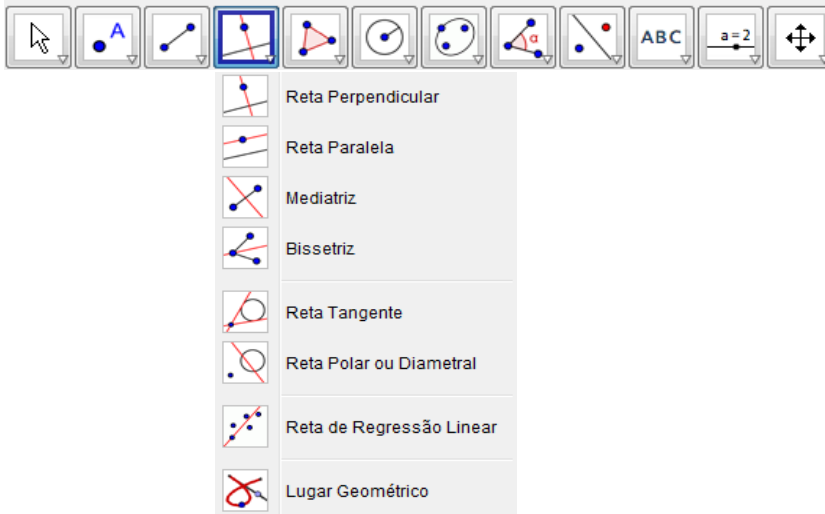 A
α
ABC
a=2
Reta Perpendicular
Reta Paralela
Mediatriz
Bissetriz
Reta Tangente
Reta Polar ou Diametral
Reta de Regressão Linear
Lugar Geométrico